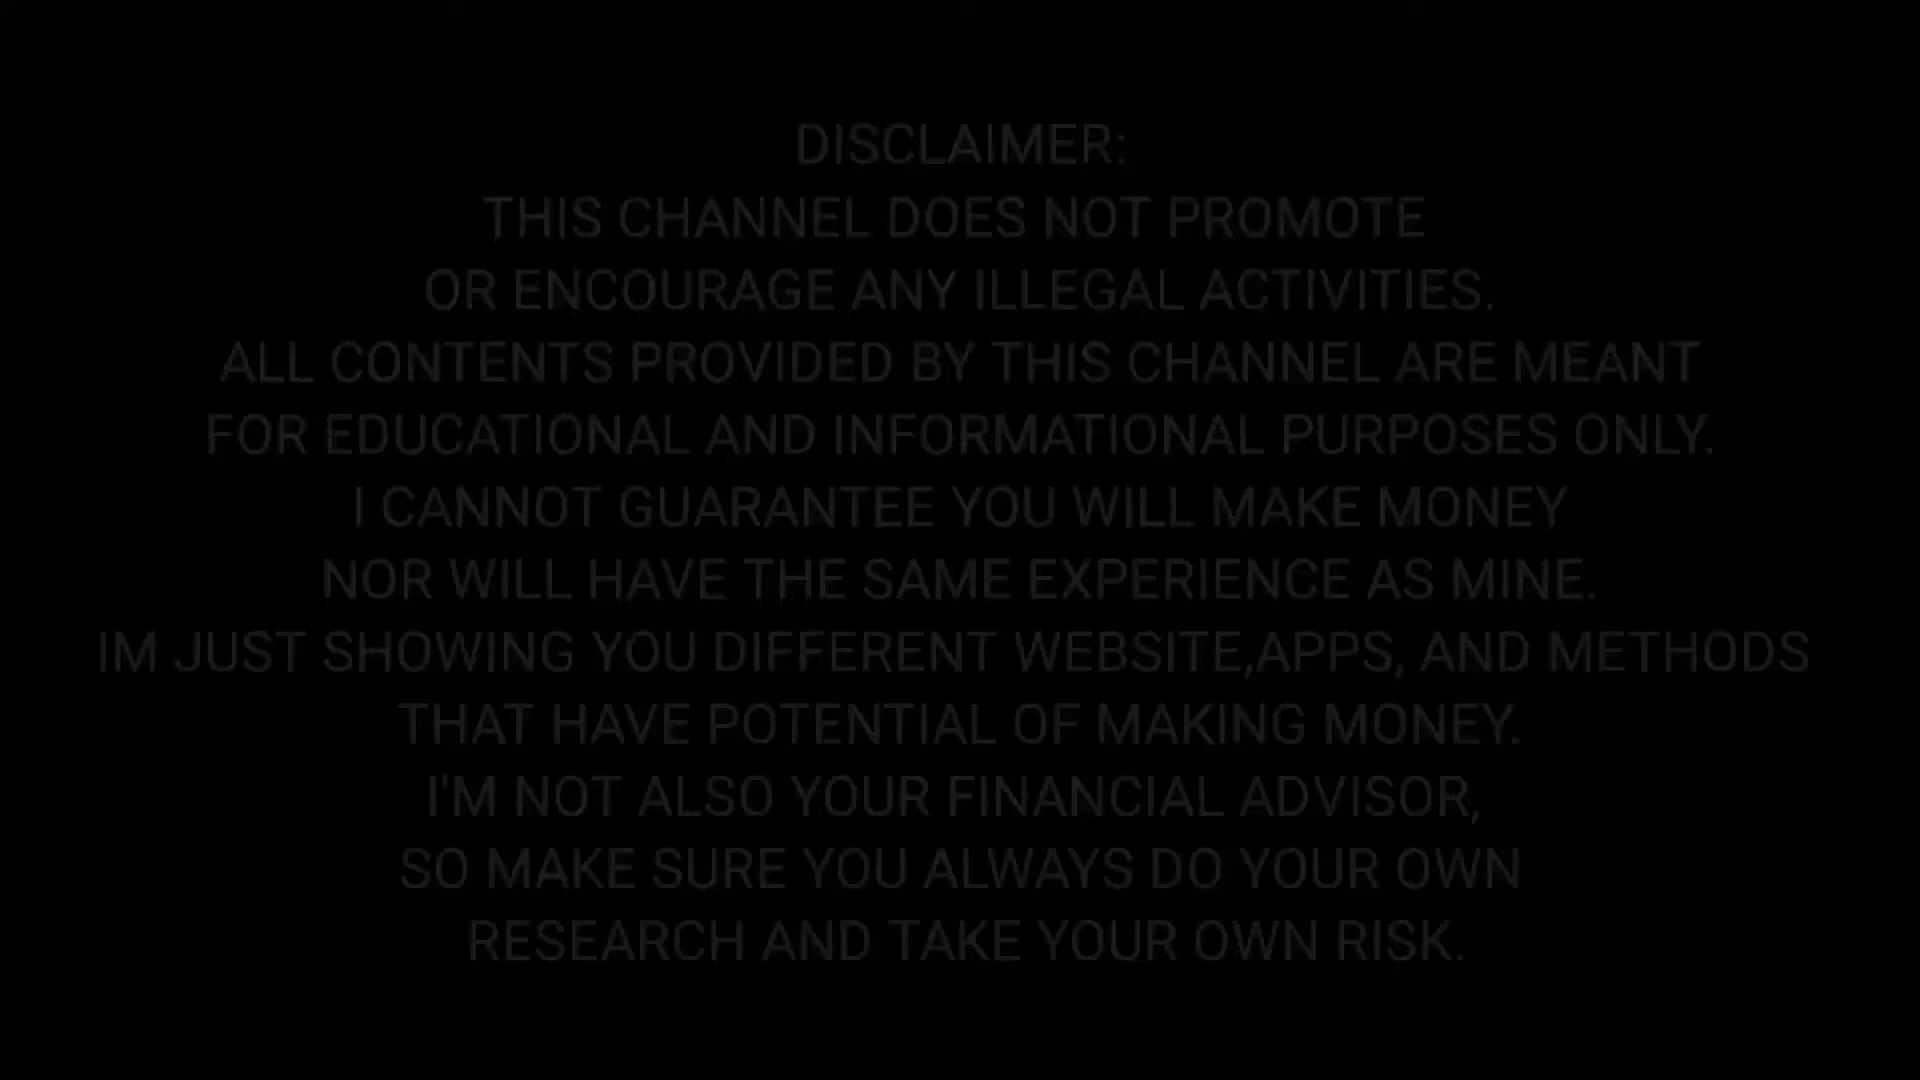 DISCLAIMER:
THIS CHANNEL DOES NOT PROMOTE
OR ENCOURAGE ANY ILLEGAL ACTIVITIES.
ALL CONTENTS PROVIDED BY THIS CHANNEL ARE MEANT
FOR EDUCATIONAL AND INFORMATIONAL PURPOSES ONLY.
I CANNOT GUARANTEE YOU WILL MAKE MONEY
NOR WILL HAVE THE SAME EXPERIENCE AS MINE.
IM JUST SHOWING YOU DIFFERENT WEBSITE,APPS, AND METHODS
THAT HAVE POTENTIAL OF MAKING MONEY.
I'M NOT ALSO YOUR FINANCIAL ADVISOR,
SO MAKE SURE YOU ALWAYS DO YOUR OWN
RESEARCH AND TAKE YOUR OWN RISK.